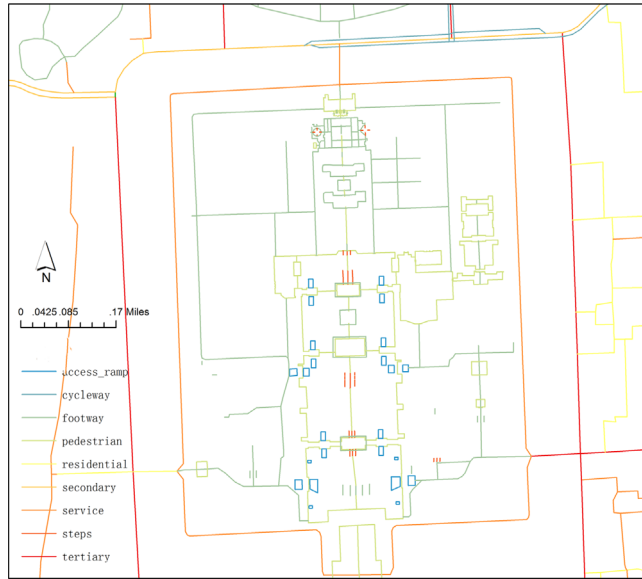 N
0 .0425.085 .17 Miles
access_ramp
cycleway
footway
pedestrian
residential
secondary
service
steps
tertiary